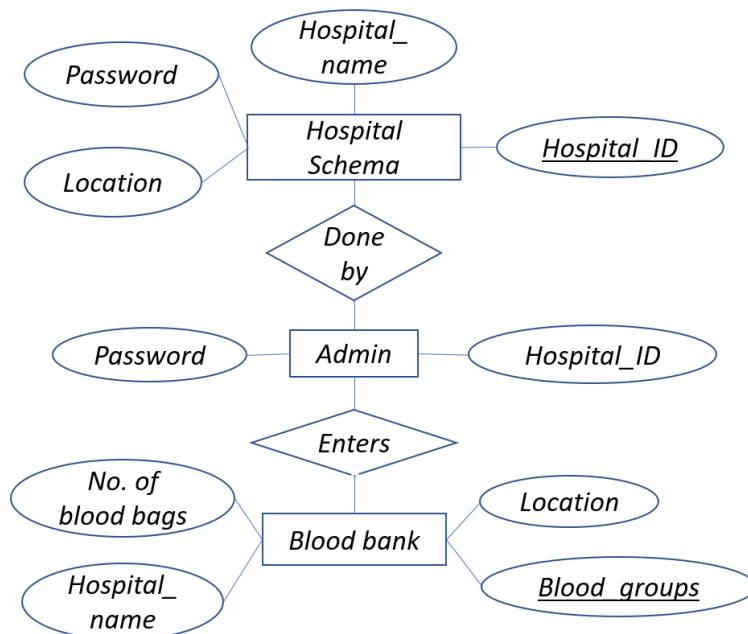 Hospital_
name
Password
Hospital
Schema
Hospital_ID
Location
Done
by
Password
Admin
Hospital_ID
Enters
No. of
blood bags
Location
Blood bank
Hospital_
name
Blood_groups